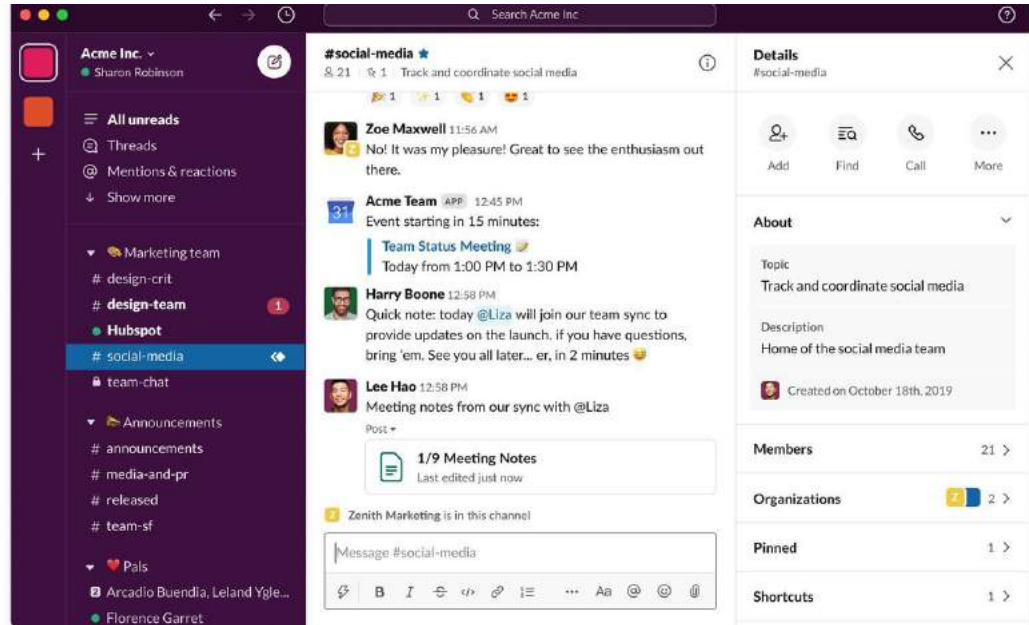 Search Acme Inc
Acme Inc.
Sharon Robinson
All unreads
Threads
Mentions & reactions
Show more
Marketing team
# design-crit
# design-team 1
Hubspot
# social-media
team-chat
Announcements
# announcements
# media-and-pr
# released
# team-sf
Pals
2 Arcadio Buendia, Leland Ygle...
Florence Garret
#social-media
21 1 Track and coordinate social media
1 1 1 1
Zoe Maxwell 11:56 AM
No! It was my pleasure! Great to see the enthusiasm out
there.
31
Acme Team APP 12:45 PM
Event starting in 15 minutes:
Team Status Meeting
Today from 1:00 PM to 1:30 PM
Harry Boone 12:58 PM
Quick note: today @Liza will join our team sync to
provide updates on the launch. if you have questions,
bring 'em. See you all later... er, in 2 minutes
Lee Hao 12:58 PM
Meeting notes from our sync with @Liza
Post
1/9 Meeting Notes
Last edited just now
Z Zenith Marketing is in this channel
Message #social-media
B I S </> ... Aa @
Details
#social-media
Add Find Call More
About
Topic
Track and coordinate social media
Description
Home of the social media team
Created on October 18th, 2019
Members 21
Organizations Z 2
Pinned 1
Shortcuts 1